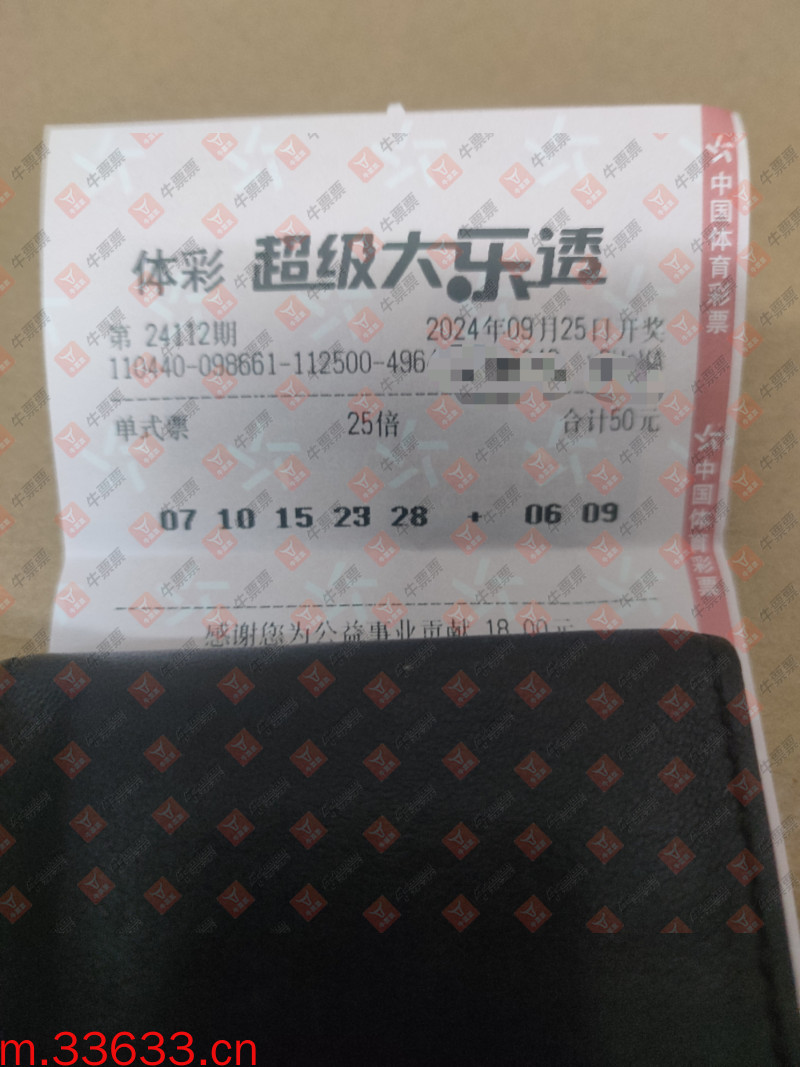 体彩 超级大乐透
第 24112期 2024年09月25日开奖
110440-098661-112500-496
单式票 25倍 合计50元
07 10 15 23 28 + 06 09
感谢您为公益事业贡献 18.00元
中国体育彩票
中国体育彩票
牛票票
m.33633.cn